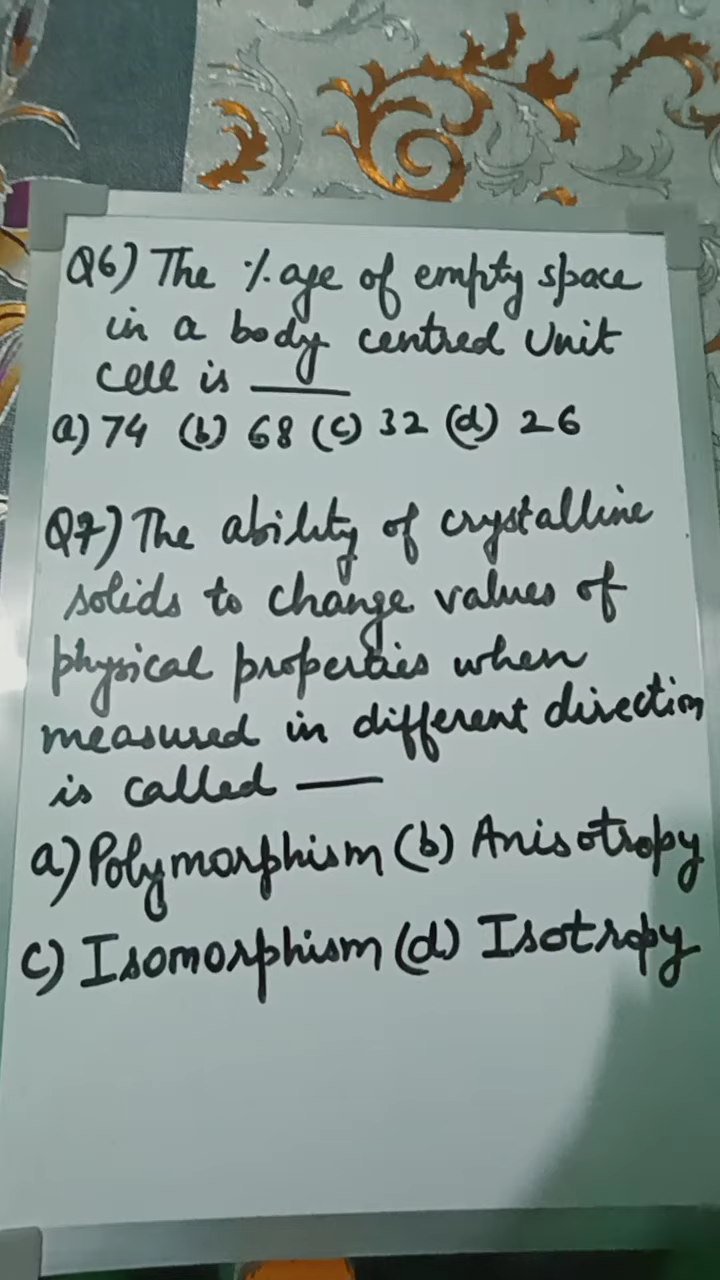 Q6) The %age of empty space
in a body centred Unit
cell is ____
a) 74 (b) 68 (c) 32 (d) 26
Q7) The ability of crystalline
solids to change values of
physical properties when
measured in different direction
is called ___
a) Polymorphism (b) Anisotropy
c) Isomorphism (d) Isotropy